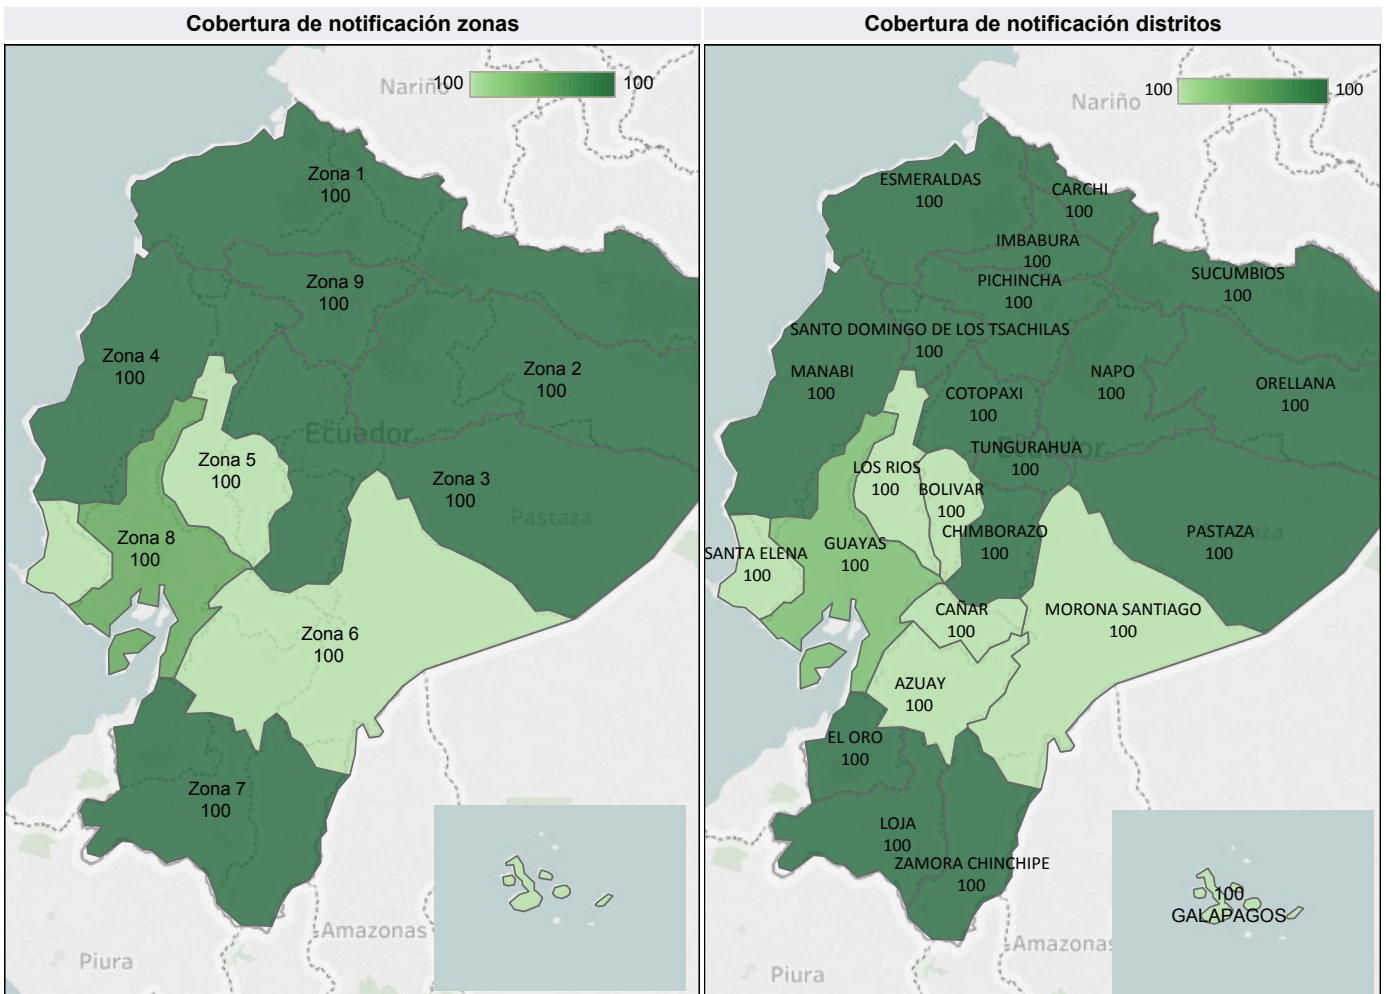 Cobertura de notificación zonas
Nariño
100
100
Zona 1
100
Zona 9
100
Zona 4
100
Zona 2
100
Ecuador
Zona 5
100
Zona 3
100
Pastaza
Zona 8
100
Zona 6
100
Zona 7
100
Amazonas
Piura
Cobertura de notificación distritos
100
100
Nariño
ESMERALDAS
100
CARCHI
100
IMBABURA
100
SUCUMBIOS
100
PICHINCHA
100
SANTO DOMINGO DE LOS TSACHILAS
100
MANABI
100
NAPO
100
ORELLANA
100
COTOPAXI
100
TUNGURAHUA
100
Ecuador
LOS RIOS
100
BOLIVAR
100
CHIMBORAZO
100
PASTAZA
100
Pastaza
SANTA ELENA
100
GUAYAS
100
CAÑAR
100
MORONA SANTIAGO
100
AZUAY
100
EL ORO
100
LOJA
100
ZAMORA CHINCHIPE
100
100
GALAPAGOS
Amazonas
Piura